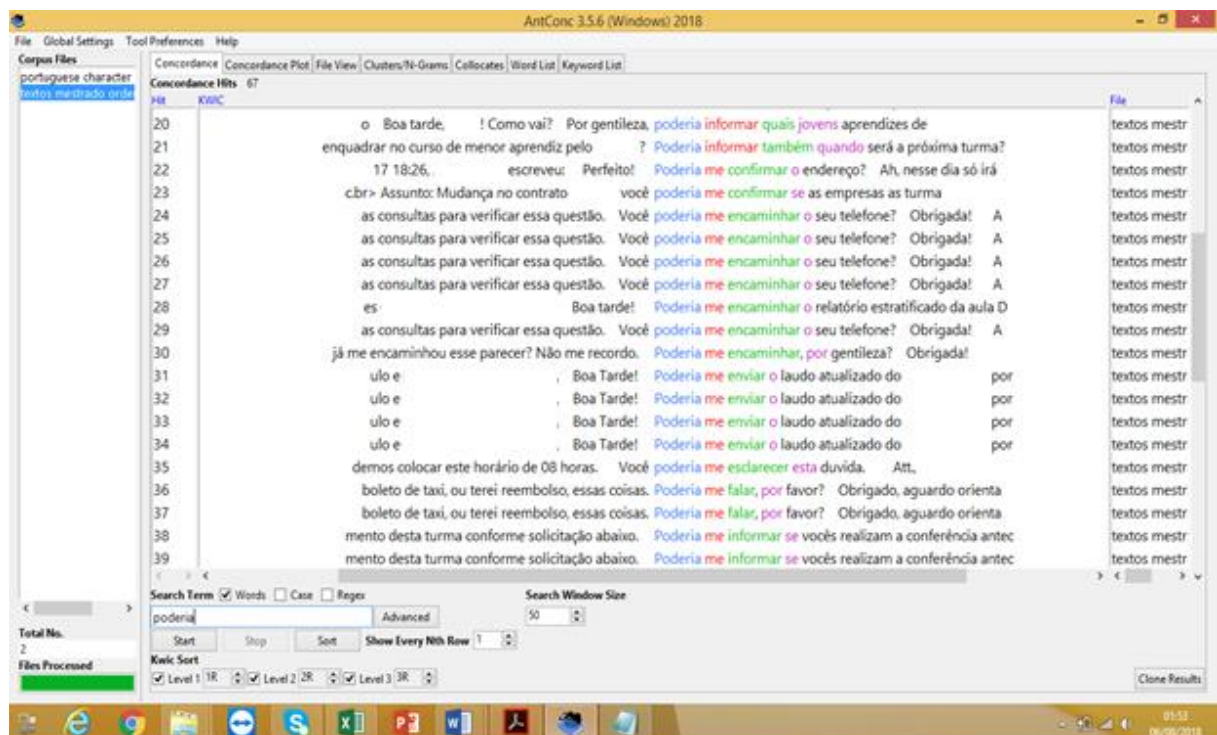 AntConc 3.5.6 (Windows) 2018
File Global Settings Tool Preferences Help
Corpus Files
portuguese character
textos mestrado orde
Total No.
2
Files Processed
Concordance Concordance Plot File View Clusters/N-Grams Collocates Word List Keyword List
Concordance Hits 67
Hit KWIC File
20 o Boa tarde, ! Como vai? Por gentileza, poderia informar quais jovens aprendizes de textos mestr
21 enquadrar no curso de menor aprendiz pelo ? Poderia informar também quando será a próxima turma? textos mestr
22 17 18:26, escreveu: Perfeito! Poderia me confirmar o endereço? Ah, nesse dia só irá textos mestr
23 c.br> Assunto: Mudança no contrato você poderia me confirmar se as empresas as turma textos mestr
24 as consultas para verificar essa questão. Você poderia me encaminhar o seu telefone? Obrigada! A textos mestr
25 as consultas para verificar essa questão. Você poderia me encaminhar o seu telefone? Obrigada! A textos mestr
26 as consultas para verificar essa questão. Você poderia me encaminhar o seu telefone? Obrigada! A textos mestr
27 as consultas para verificar essa questão. Você poderia me encaminhar o seu telefone? Obrigada! A textos mestr
28 es Boa tarde! Poderia me encaminhar o relatório estratificado da aula D textos mestr
29 as consultas para verificar essa questão. Você poderia me encaminhar o seu telefone? Obrigada! A textos mestr
30 já me encaminhou esse parecer? Não me recordo. Poderia me encaminhar, por gentileza? Obrigada! textos mestr
31 ulo e , Boa Tarde! Poderia me enviar o laudo atualizado do por textos mestr
32 ulo e , Boa Tarde! Poderia me enviar o laudo atualizado do por textos mestr
33 ulo e , Boa Tarde! Poderia me enviar o laudo atualizado do por textos mestr
34 ulo e , Boa Tarde! Poderia me enviar o laudo atualizado do por textos mestr
35 demos colocar este horário de 08 horas. Você poderia me esclarecer esta duvida. Att., textos mestr
36 boleto de taxi, ou terei reembolso, essas coisas. Poderia me falar, por favor? Obrigado, aguardo orienta textos mestr
37 boleto de taxi, ou terei reembolso, essas coisas. Poderia me falar, por favor? Obrigado, aguardo orienta textos mestr
38 mento desta turma conforme solicitação abaixo. Poderia me informar se vocês realizam a conferência antec textos mestr
39 mento desta turma conforme solicitação abaixo. Poderia me informar se vocês realizam a conferência antec textos mestr
Search Term Words Case Regex Search Window Size
poderia Advanced 50
Start Stop Sort Show Every Nth Row 1
Kwic Sort
Level 1 1R Level 2 2R Level 3 3R Clone Results
01:53
06/08/2018